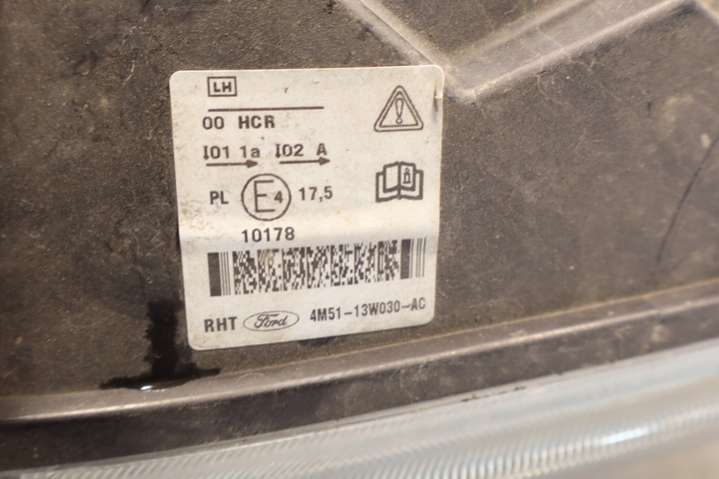 LH
00 HCR
I01 1a I02 A
PL E4 17,5
10178
RHT Ford 4M51-13W030-AC